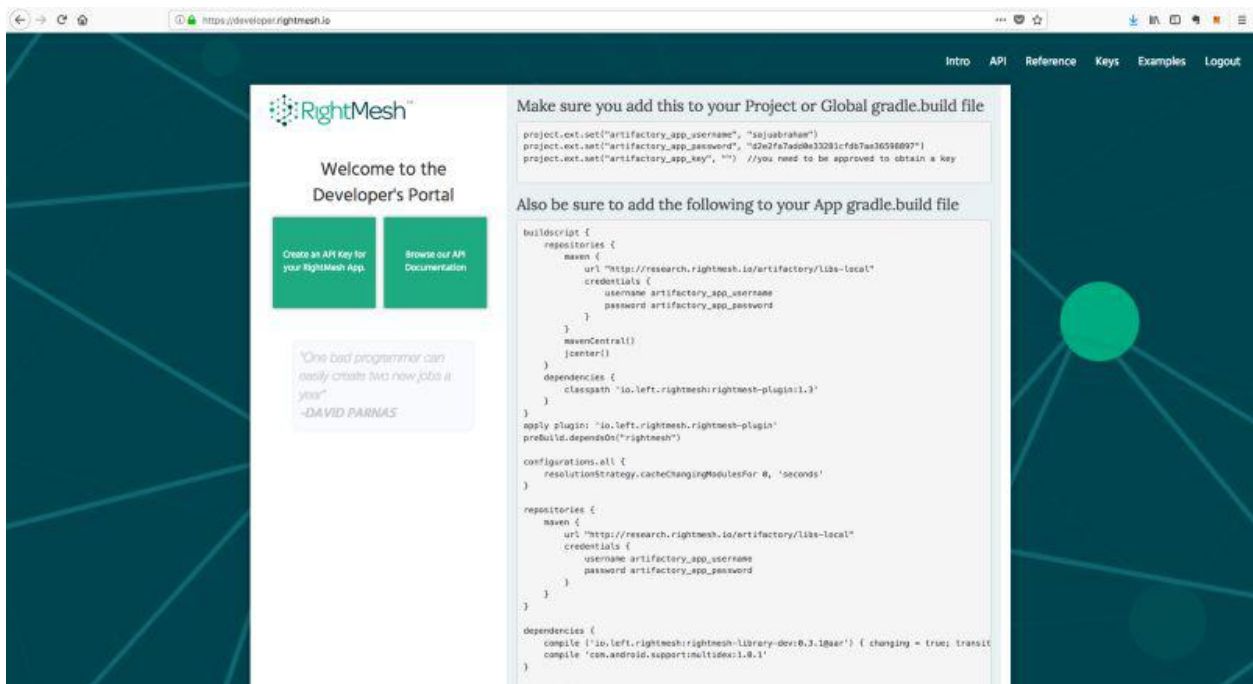 https://developer.rightmesh.io
Intro API Reference Keys Examples Logout
RightMesh™
Welcome to the
Developer's Portal
Create an API Key for
your RightMesh App.
Browse our API
Documentation
"One bad programmer can
easily create two new jobs a
year"
-DAVID PARNAS
Make sure you add this to your Project or Global gradle.build file
project.ext.set("artifactory_app_username", "sajuabraham")
project.ext.set("artifactory_app_password",
project.ext.set("artifactory_app_key", "") //you need to be approved to obtain a key
Also be sure to add the following to your App gradle.build file
buildscript {
repositories {
maven {
url "http://research.rightmesh.io/artifactory/libs-local"
credentials {
username artifactory_app_username
password artifactory_app_password
}
}
mavenCentral()
jcenter()
}
dependencies {
classpath 'io.left.rightmesh:rightmesh-plugin:1.3'
}
}
apply plugin: 'io.left.rightmesh.rightmesh-plugin'
preBuild.dependsOn("rightmesh")
configurations.all {
resolutionStrategy.cacheChangingModulesFor 0, 'seconds'
}
repositories {
maven {
url "http://research.rightmesh.io/artifactory/libs-local"
credentials {
username artifactory_app_username
password artifactory_app_password
}
}
}
dependencies {
compile ('io.left.rightmesh:rightmesh-library-dev:0.3.1@aar') { changing = true; transit
compile 'com.android.support:multidex:1.0.1'
}